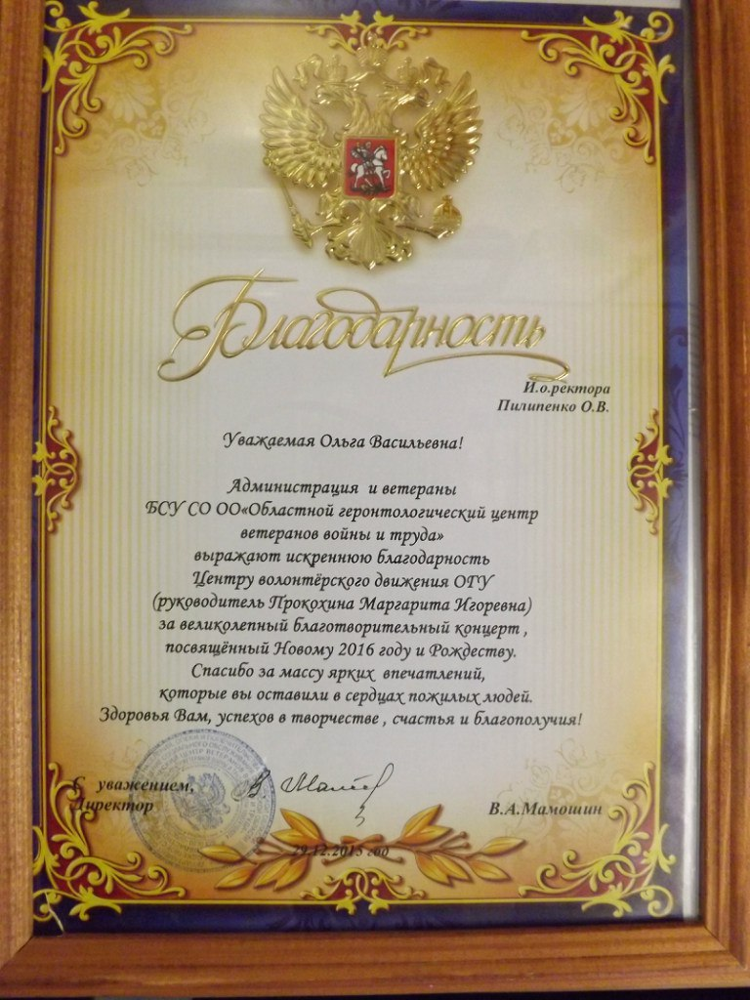 Благодарность
И.о.ректора
Пилипенко О.В.
Уважаемая Ольга Васильевна!
Администрация и ветераны
БСУ СО ОО«Областной геронтологический центр
ветеранов войны и труда»
выражают искреннюю благодарность
Центру волонтёрского движения ОГУ
(руководитель Прокохина Маргарита Игоревна)
за великолепный благотворительный концерт ,
посвящённый Новому 2016 году и Рождеству.
Спасибо за массу ярких впечатлений,
которые вы оставили в сердцах пожилых людей.
Здоровья Вам, успехов в творчестве , счастья и благополучия!
С уважением,
Директор
В.А.Мамошин
29.12.2015 год